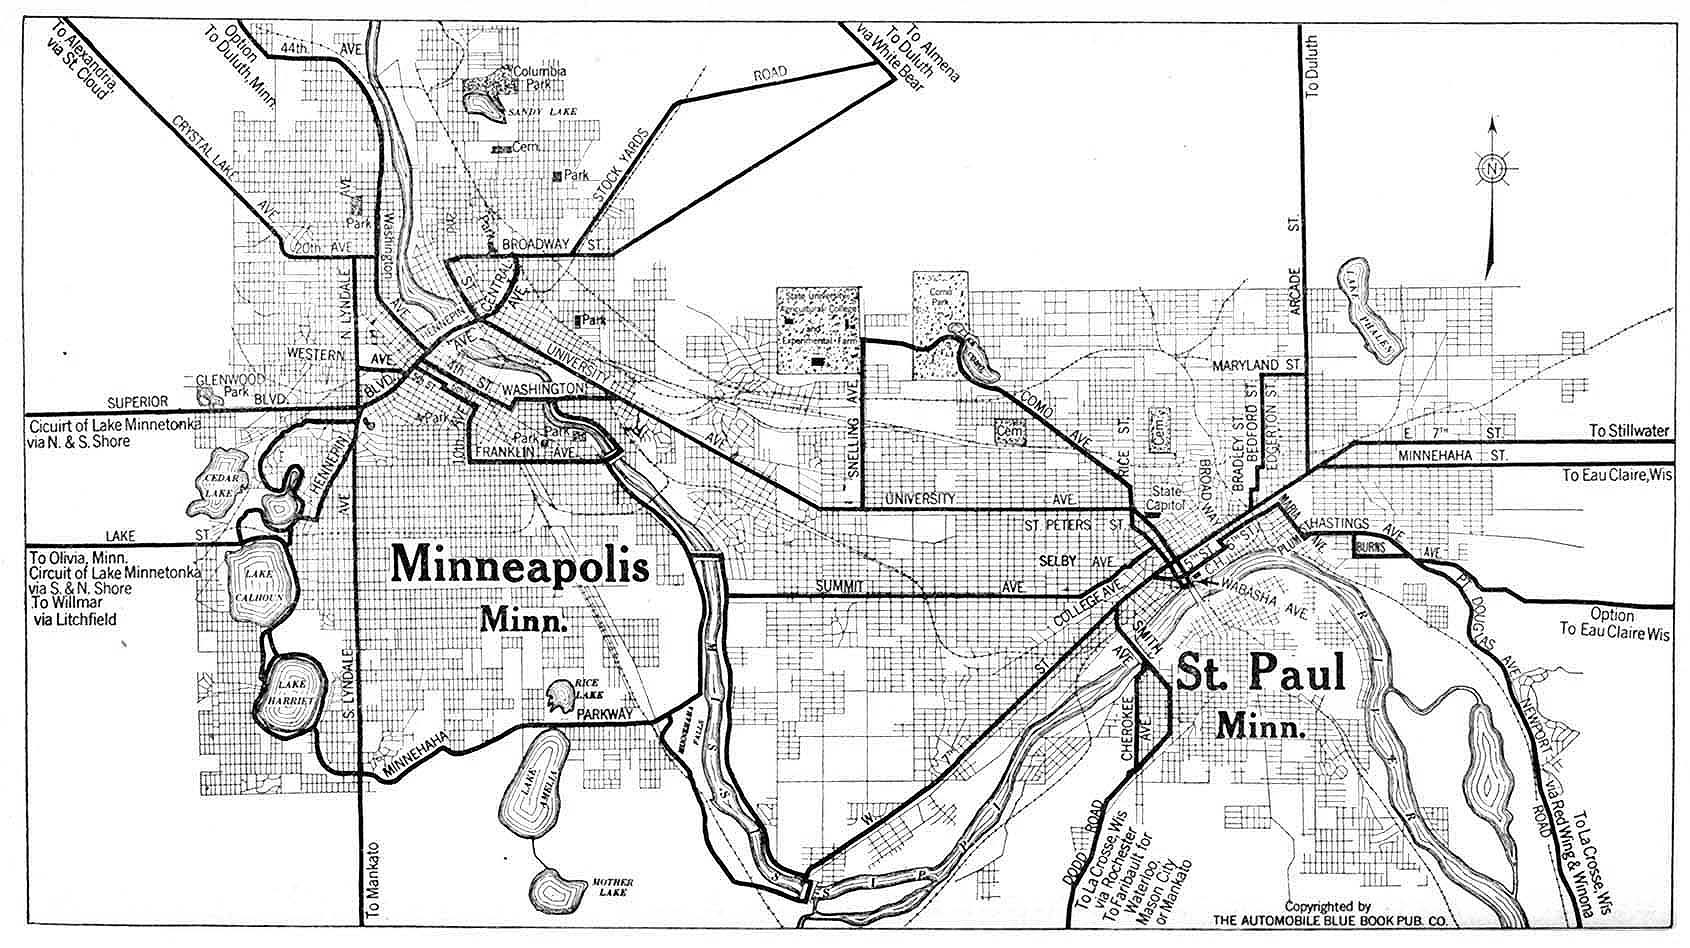 To Alexandria,
via St. Cloud
Option
To Duluth, Minn.
44th. AVE.
Columbia
Park
SANDY LAKE
Cem.
Park
ROAD
STOCK YARDS
To Almena
To Duluth
via White Bear
To Duluth
N
CRYSTAL LAKE
AVE.
20th. AVE
AVE
Park
Washington
AVE
2nd
ST.
Park
BROADWAY ST.
CENTRAL
AVE.
HENNEPIN
AVE.
N. LYNDALE
WESTERN
AVE
GLENWOOD
Park
BLVD.
BLVD.
SUPERIOR
Cicuirt of Lake Minnetonka
via N. & S. Shore
Park
UNIVERSITY
AVE.
4th. ST.
WASHINGTON
Park
10th.
AVE
Park
Park
FRANKLIN AVE.
HENNEPIN
AVE
CEDAR
LAKE
LAKE ST.
To Olivia, Minn.
Circuit of Lake Minnetonka
via S. & N. Shore
To Willmar
via Litchfield
LAKE
CALHOUN
LAKE
HARRIET
S. LYNDALE
Minneapolis
Minn.
RICE
LAKE
PARKWAY
MINNEHAHA
MINNEHAHA
FALLS
LAKE
AMELIA
MOTHER
LAKE
To Mankato
State University
Agricultural College
and
Experimental Farm
Como
Park
SNELLING AVE.
COMO
AVE.
Cem.
Cem.
RICE ST.
UNIVERSITY AVE.
State
Capitol
ST. PETERS ST.
SELBY AVE
SUMMIT AVE.
COLLEGE AVE.
BROADWAY
BRADLEY ST
BEDFORD ST.
EDGERTON ST.
MARYLAND ST.
ARCADE ST.
LAKE
PHALEN
E. 7TH ST.
To Stillwater
MINNEHAHA ST.
To Eau Claire, Wis
MARIA
AVE
HASTINGS AVE
BURNS AVE
PT. DOUGLAS AVE
Option
To Eau Claire Wis
PLUM
5TH ST.
WABASHA AVE.
SMITH
AVE
W. 7TH ST.
CHEROKEE
AVE
St. Paul
Minn.
M I S S I S S I P P I R I V E R
NEWPORT ROAD
To La Crosse, Wis
via Red Wing & Winona
DODD ROAD
To La Crosse, Wis
via Rochester
To Faribault for
Waterloo,
Mason City
or Mankato
Copyrighted by
THE AUTOMOBILE BLUE BOOK PUB. CO.